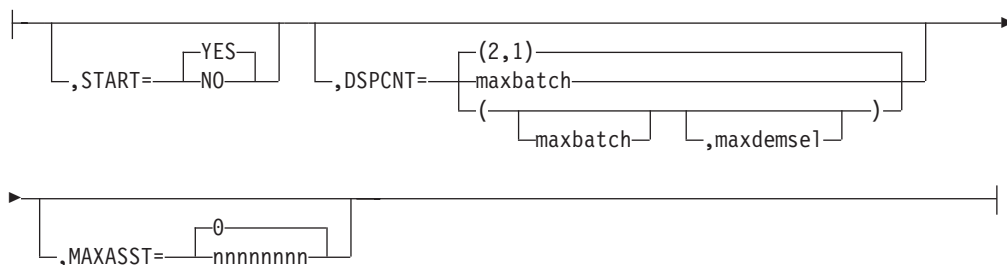 (2,1)
YES
,START= NO ,DSPCNT= maxbatch
( )
maxbatch ,maxdemsel
0
,MAXASST= nnnnnnnn